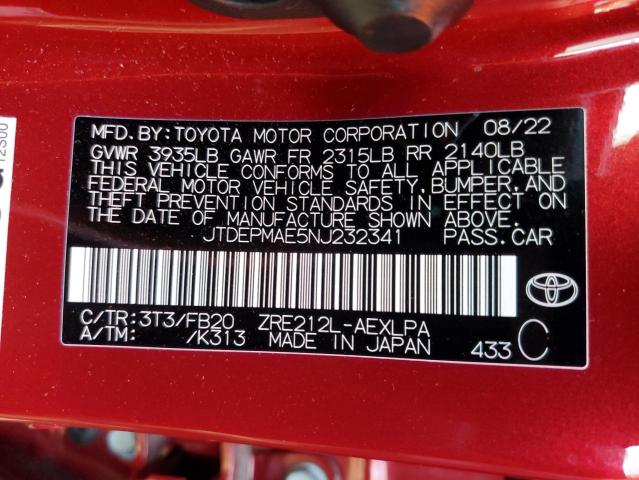 MFD. BY: TOYOTA MOTOR CORPORATION 08/22
GVWR 3935LB GAWR FR 2315LB RR 2140LB
THIS VEHICLE CONFORMS TO ALL APPLICABLE
FEDERAL MOTOR VEHICLE SAFETY, BUMPER, AND
THEFT PREVENTION STANDARDS IN EFFECT ON
THE DATE OF MANUFACTURE SHOWN ABOVE.
JTDEPMAE5NJ232341 PASS. CAR
C/TR: 3T3/FB20 ZRE212L-AEXLPA
A/TM: /K313 MADE IN JAPAN 433 C